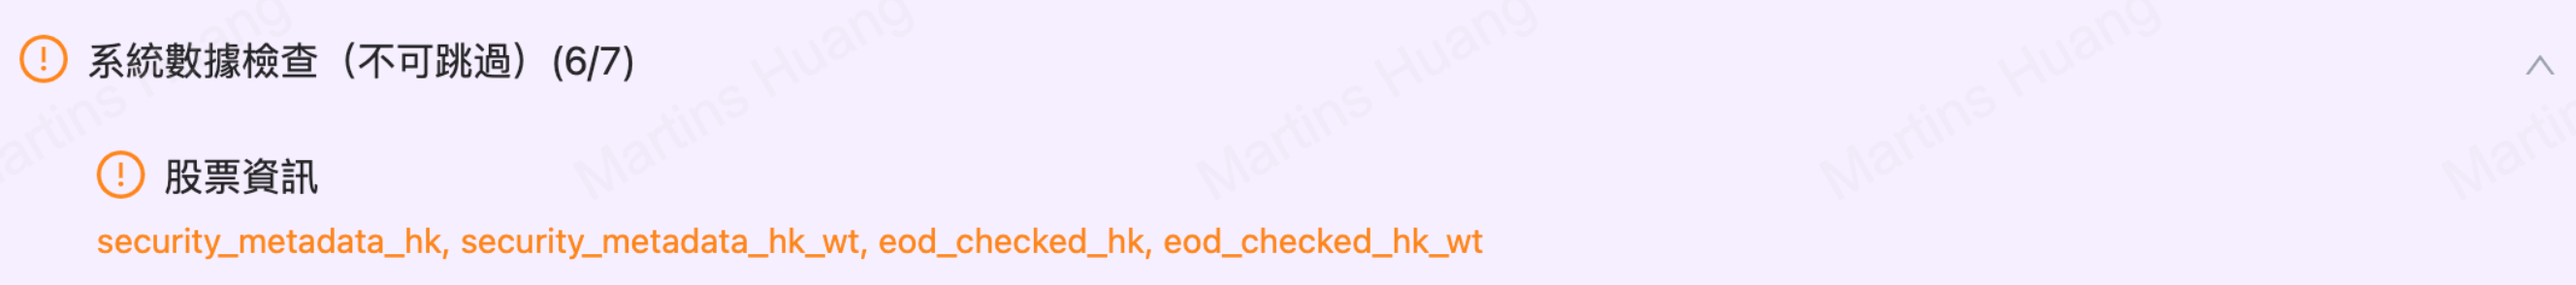 系統數據檢查（不可跳過）(6/7)
股票資訊
security_metadata_hk, security_metadata_hk_wt, eod_checked_hk, eod_checked_hk_wt
Martins Huang
Martins Huang
Martins Huang
Martins Huang